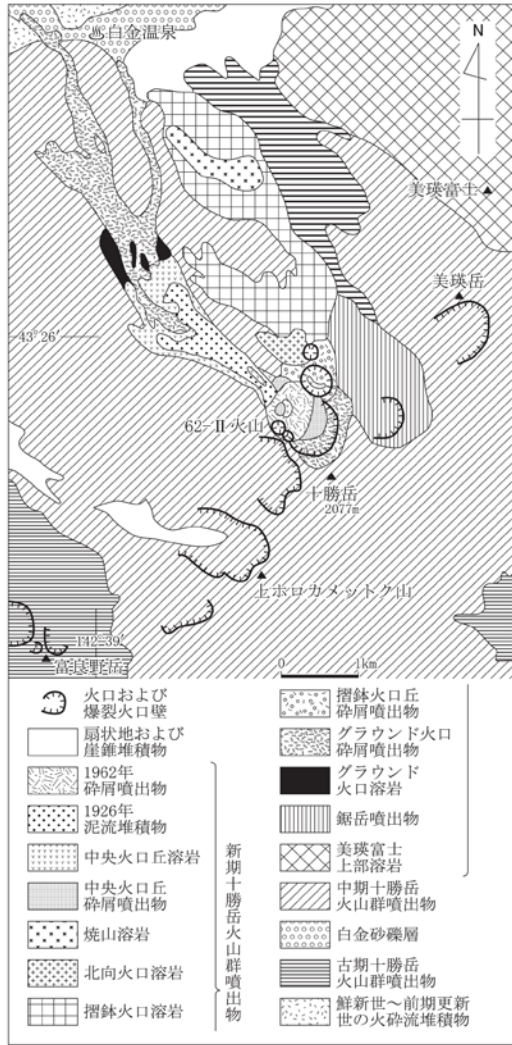 白金温泉
N
美瑛富士
美瑛岳
43°26′
62-Ⅱ火山
十勝岳
2077m
上ホロカメットク山
142°39′
富良野岳
0 1km
火口および
爆裂火口壁
扇状地および
崖錐堆積物
1962年
砕屑噴出物
1926年
泥流堆積物
中央火口丘溶岩
中央火口丘
砕屑噴出物
焼山溶岩
北向火口溶岩
摺鉢火口溶岩
新期十勝岳火山群噴出物
摺鉢火口丘
砕屑噴出物
グラウンド火口
砕屑噴出物
グラウンド
火口溶岩
鋸岳噴出物
美瑛富士
上部溶岩
中期十勝岳
火山群噴出物
白金砂礫層
古期十勝岳
火山群噴出物
鮮新世〜前期更新
世の火砕流堆積物